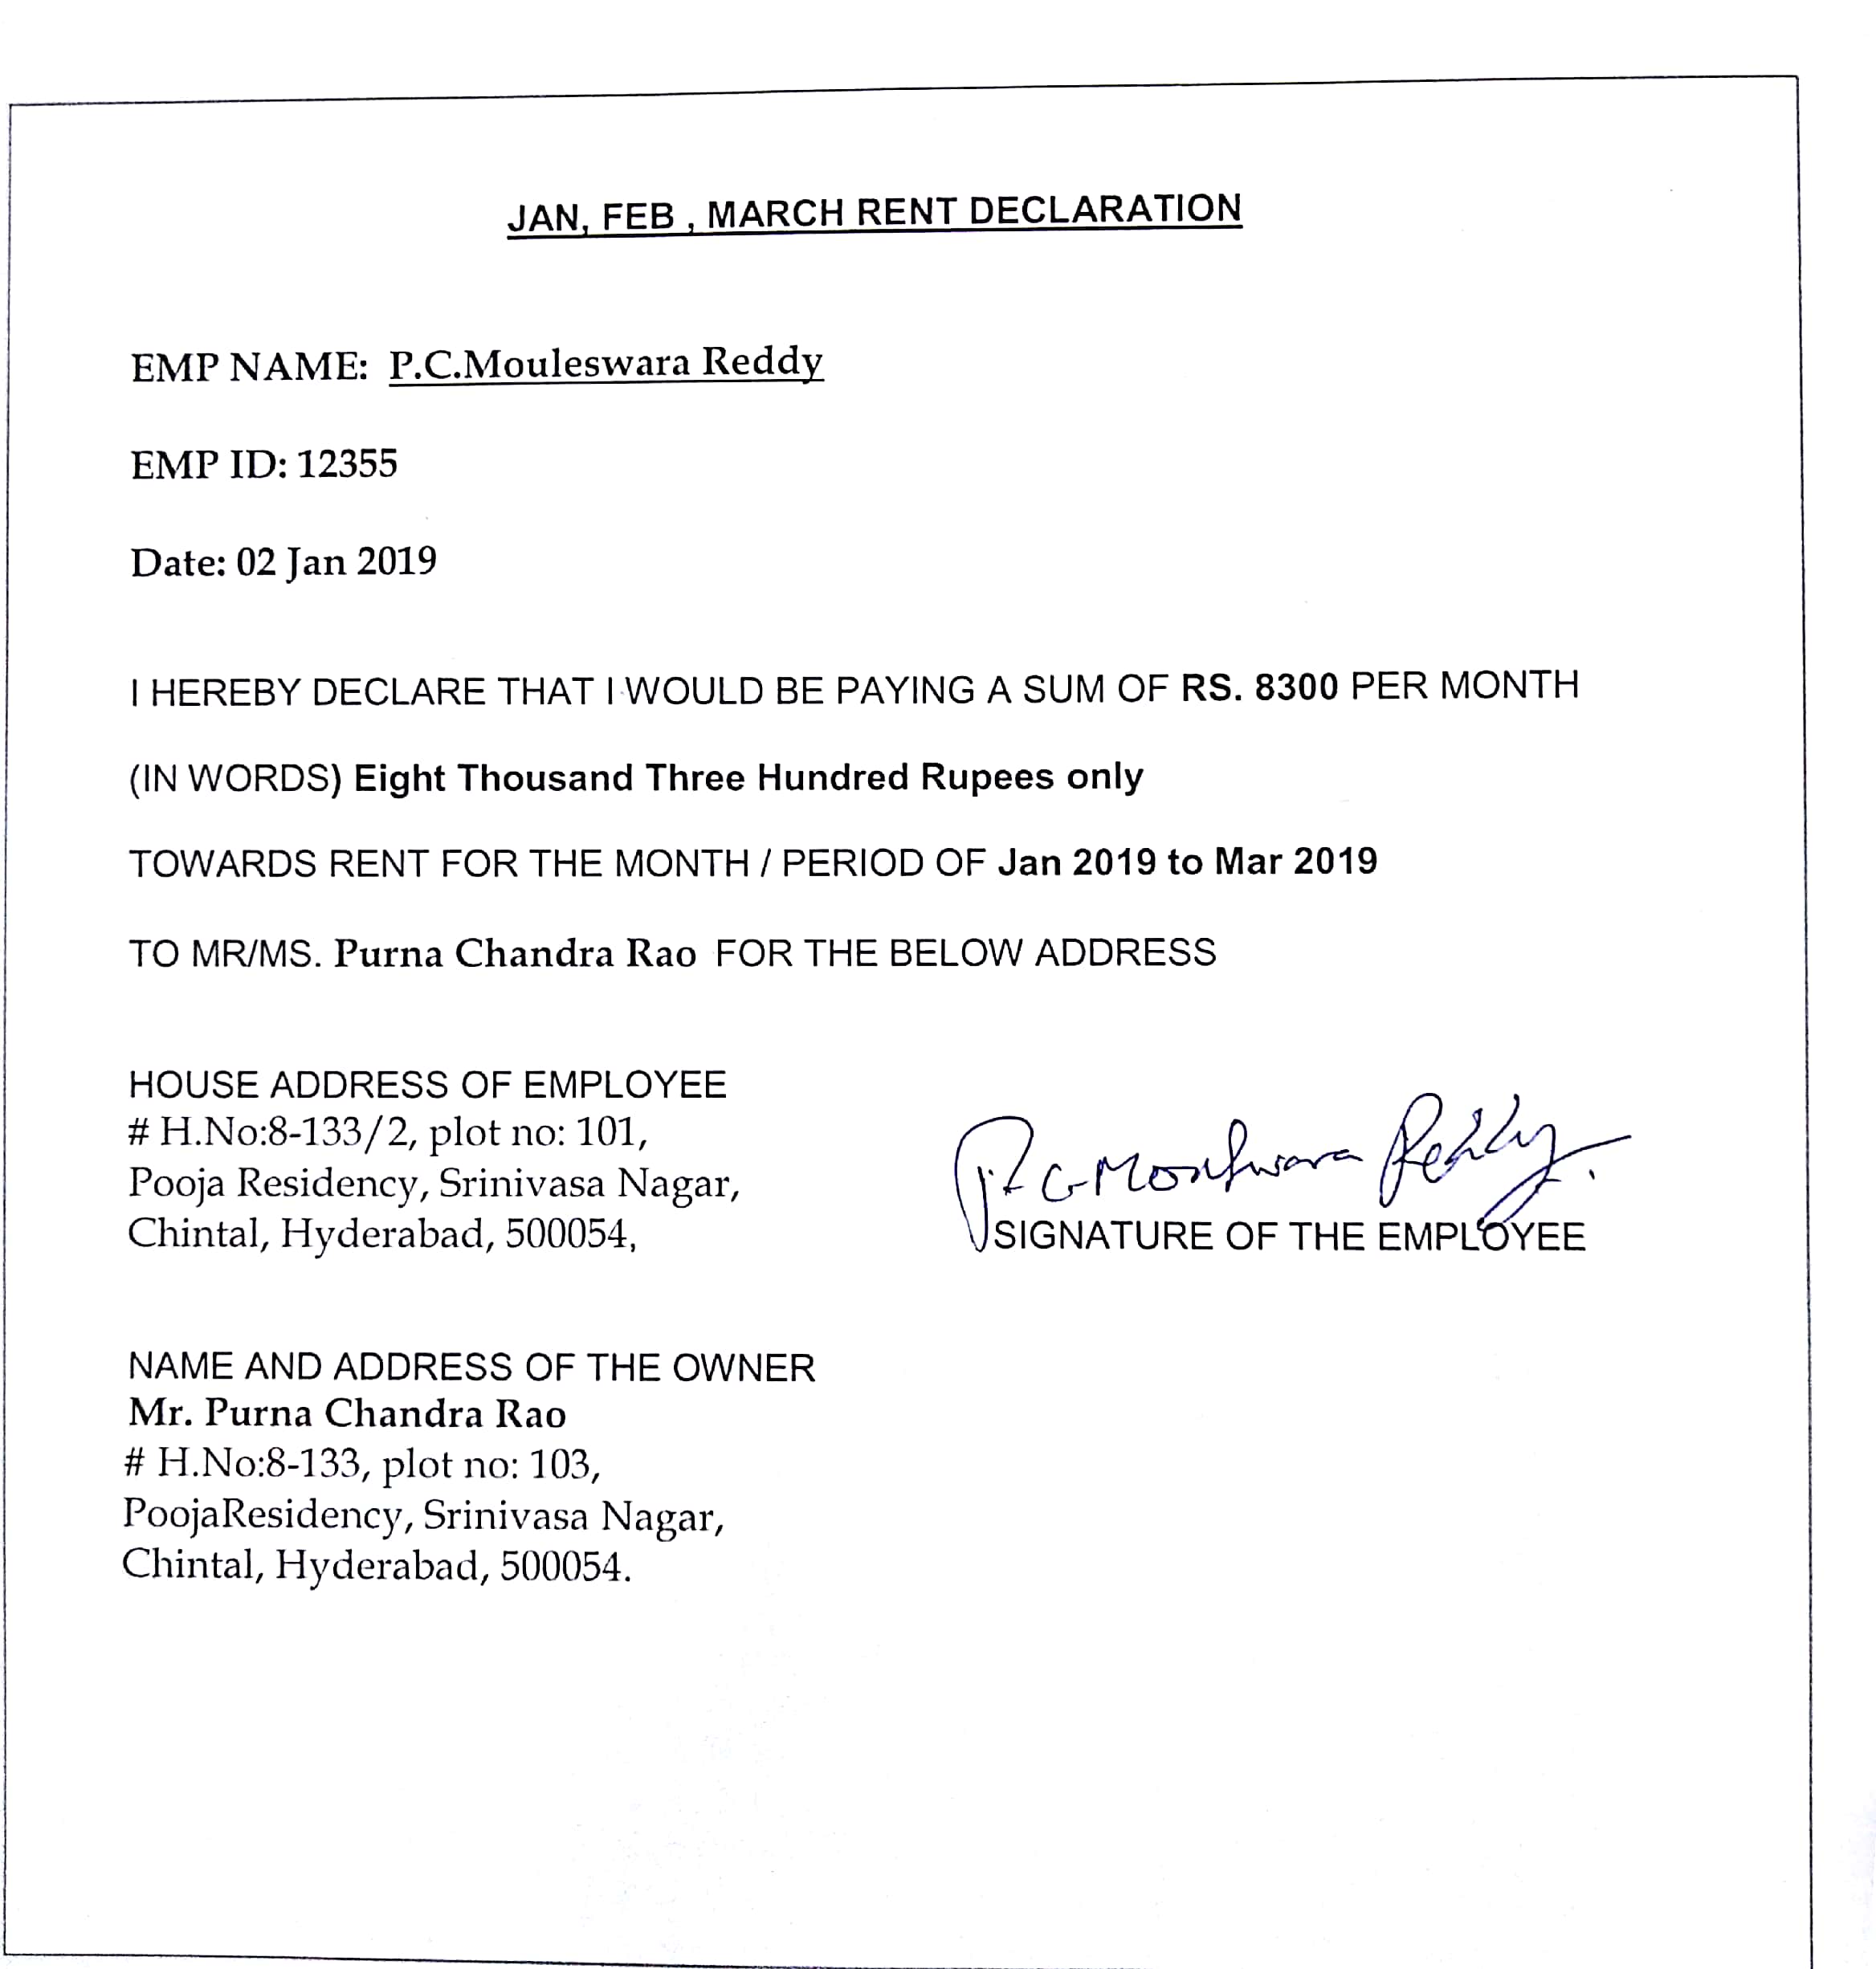 JAN, FEB , MARCH RENT DECLARATION
EMP NAME: P.C.Mouleswara Reddy
EMP ID: 12355
Date: 02 Jan 2019
I HEREBY DECLARE THAT I WOULD BE PAYING A SUM OF RS. 8300 PER MONTH
(IN WORDS) Eight Thousand Three Hundred Rupees only
TOWARDS RENT FOR THE MONTH / PERIOD OF Jan 2019 to Mar 2019
TO MR/MS. Purna Chandra Rao FOR THE BELOW ADDRESS
HOUSE ADDRESS OF EMPLOYEE
# H.No:8-133/2, plot no: 101,
Pooja Residency, Srinivasa Nagar,
Chintal, Hyderabad, 500054,
Reddy.
SIGNATURE OF THE EMPLOYEE
NAME AND ADDRESS OF THE OWNER
Mr. Purna Chandra Rao
# H.No:8-133, plot no: 103,
PoojaResidency, Srinivasa Nagar,
Chintal, Hyderabad, 500054.